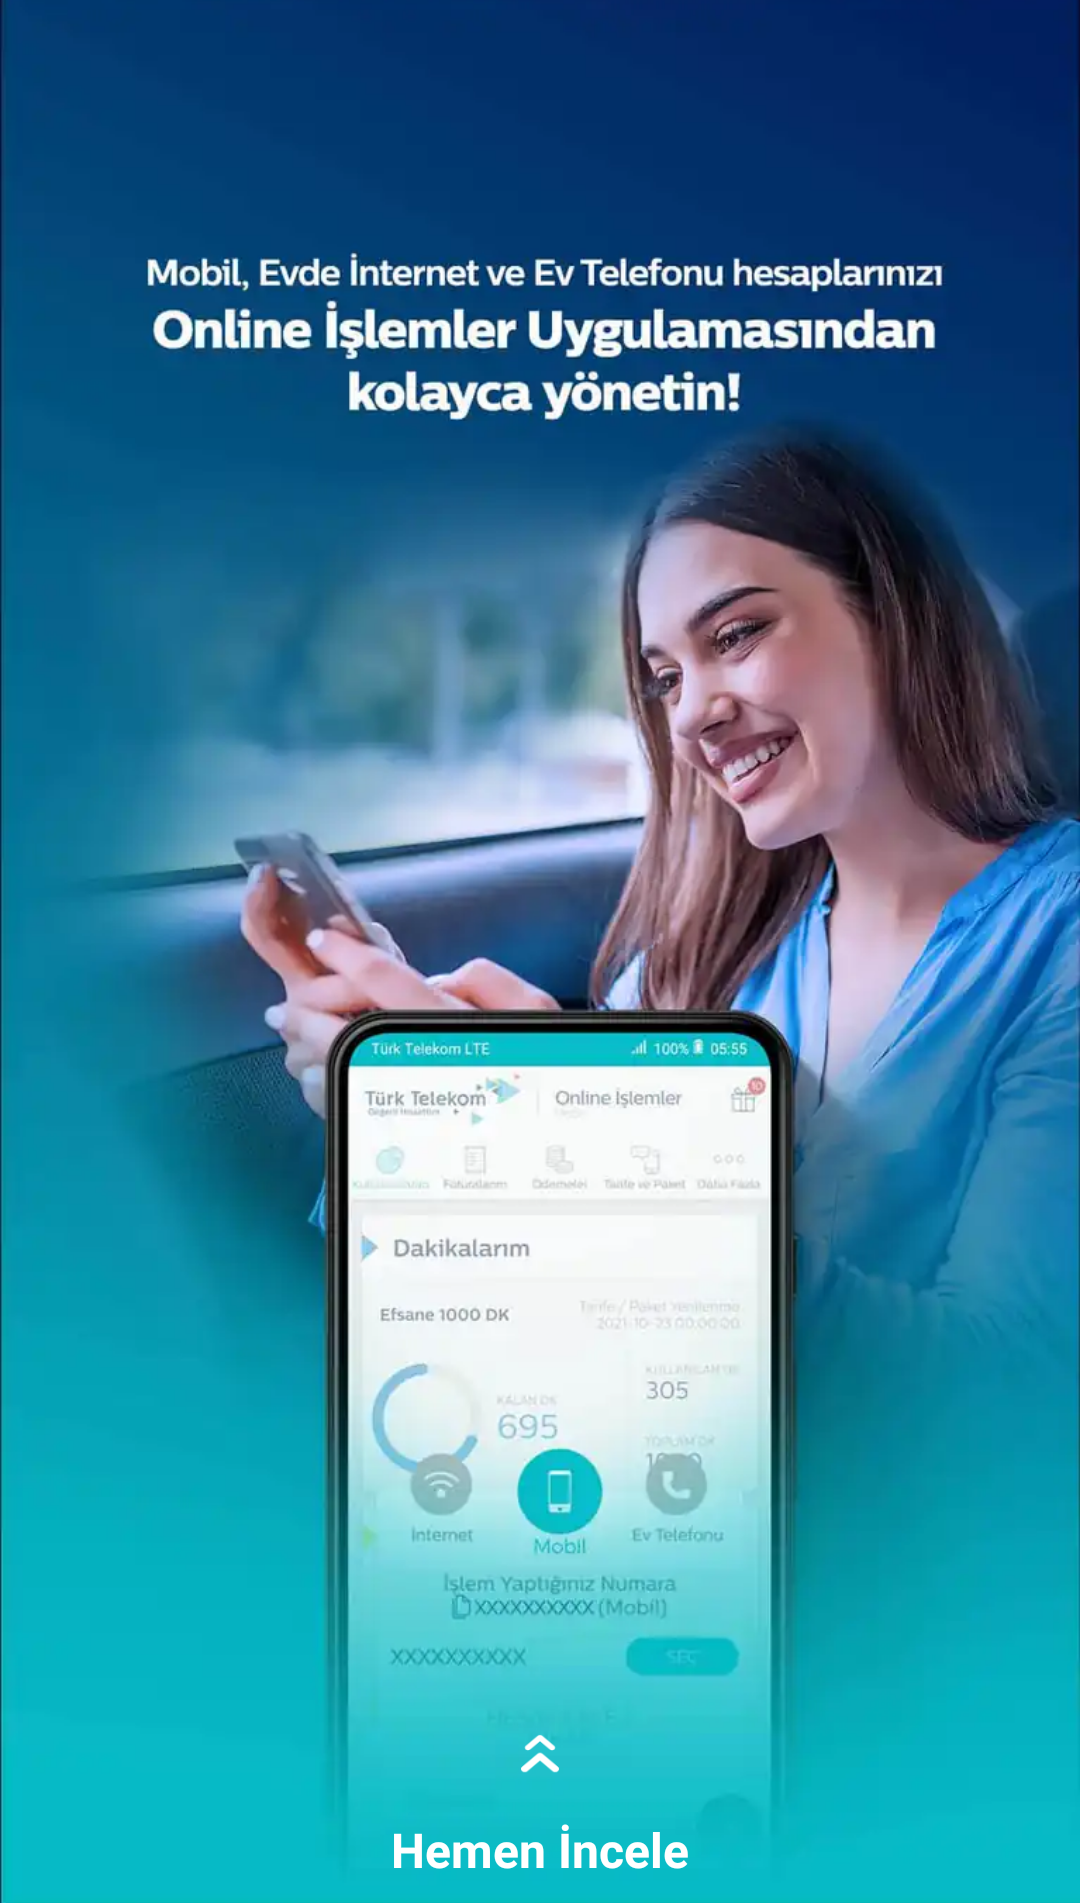 Mobil, Evde İnternet ve Ev Telefonu hesaplarınızı
Online İşlemler Uygulamasından
kolayca yönetin!
Türk Telekom LTE 100% 05:55
Türk Telekom
Online İşlemler
10
Faturalarım Ödemeler Tarife ve Paket Daha Fazla
Dakikalarım
Efsane 1000 DK
Tarife / Paket Yenilenme
2021-10-23 00:00:00
KALAN DK
695
KULLANILAN DK
305
TOPLAM DK
İnternet
Mobil
Ev Telefonu
İşlem Yaptığınız Numara
XXXXXXXXXX (Mobil)
XXXXXXXXXX
SEÇ
Hemen İncele